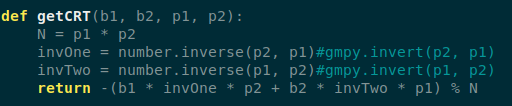 def getCRT(b1, b2, p1, p2):
    N = p1 * p2
    invOne = number.inverse(p2, p1)#gmpy.invert(p2, p1)
    invTwo = number.inverse(p1, p2)#gmpy.invert(p1, p2)
    return -(b1 * invOne * p2 + b2 * invTwo * p1) % N